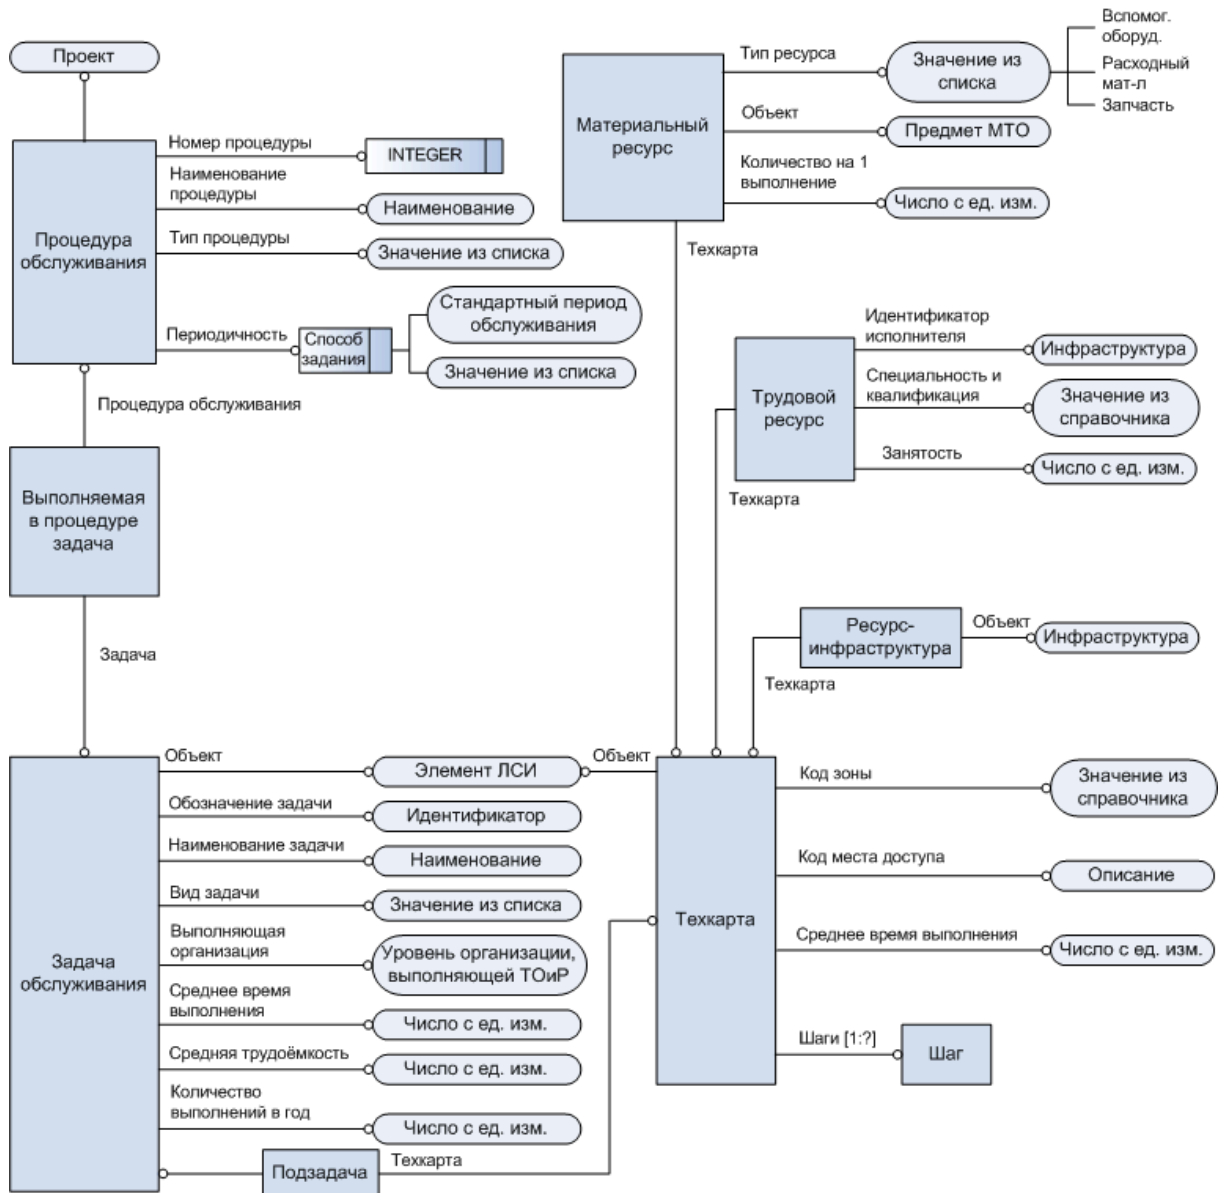 Проект
Номер процедуры
INTEGER
Наименование
процедуры
Наименование
Тип процедуры
Значение из списка
Процедура
обслуживания
Периодичность
Способ
задания
Стандартный период
обслуживания
Значение из списка
Процедура обслуживания
Выполняемая
в процедуре
задача
Задача
Материальный
ресурс
Тип ресурса
Значение из
списка
Вспомог.
оборуд.
Расходный
мат-л
Запчасть
Объект
Предмет МТО
Количество на 1
выполнение
Число с ед. изм.
Техкарта
Трудовой
ресурс
Идентификатор
исполнителя
Инфраструктура
Специальность и
квалификация
Значение из
справочника
Занятость
Число с ед. изм.
Техкарта
Ресурс-
инфраструктура
Объект
Инфраструктура
Техкарта
Задача
обслуживания
Объект
Элемент ЛСИ
Объект
Обозначение задачи
Идентификатор
Наименование задачи
Наименование
Вид задачи
Значение из списка
Выполняющая
организация
Уровень организации,
выполняющей ТОиР
Среднее время
выполнения
Число с ед. изм.
Средняя трудоёмкость
Число с ед. изм.
Количество
выполнений в год
Число с ед. изм.
Подзадача
Техкарта
Техкарта
Код зоны
Значение из
справочника
Код места доступа
Описание
Среднее время выполнения
Число с ед. изм.
Шаги [1:?]
Шаг